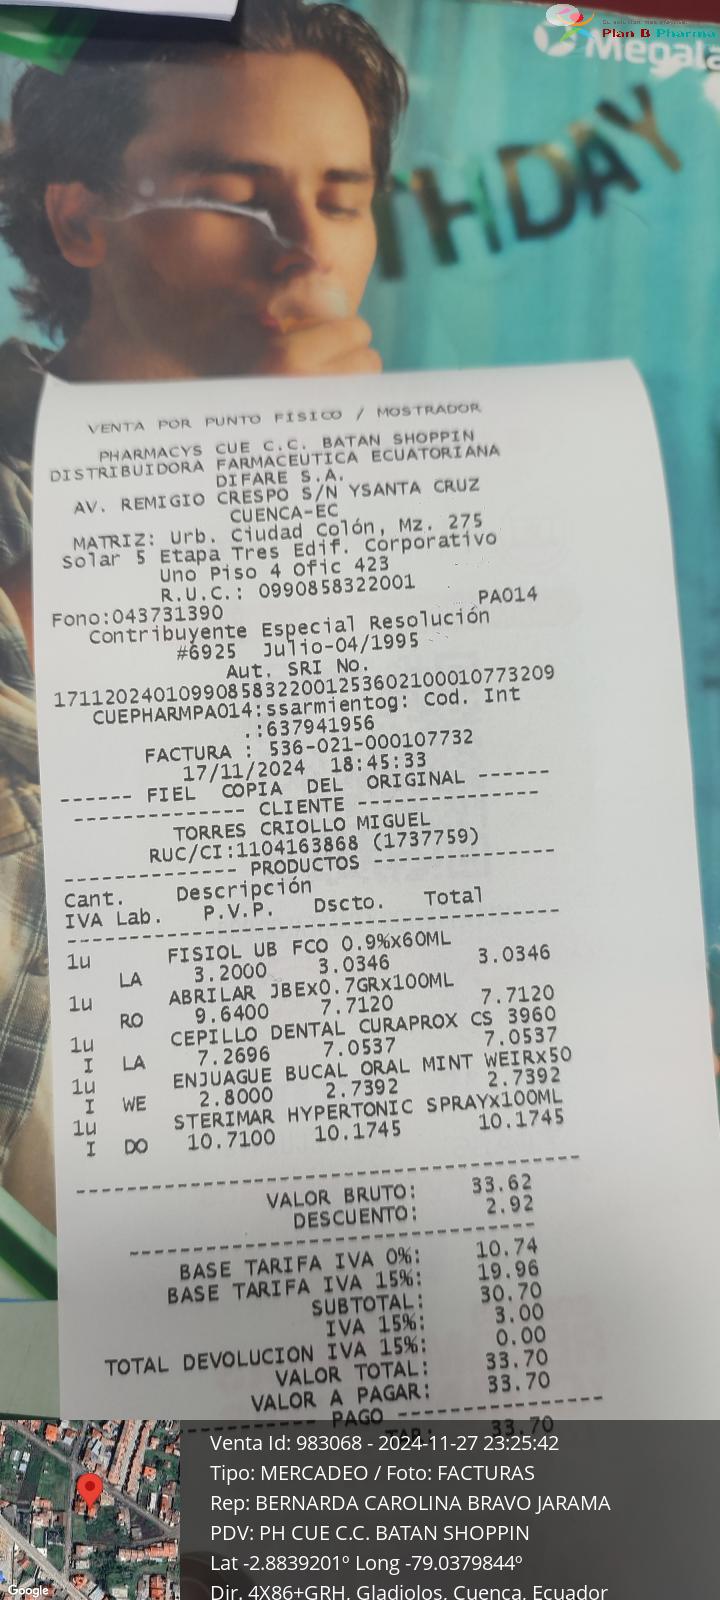 Plan B Pharma
Megala
THDAY
VENTA POR PUNTO FÍSICO / MOSTRADOR
PHARMACYS CUE C.C. BATAN SHOPPIN
DISTRIBUIDORA FARMACEUTICA ECUATORIANA
DIFARE S.A.
AV. REMIGIO CRESPO S/N YSANTA CRUZ
CUENCA-EC
MATRIZ: Urb. Ciudad Colón, Mz. 275
Solar 5 Etapa Tres Edif. Corporativo
Uno Piso 4 Ofic 423
R.U.C.: 0990858322001
Fono:043731390 PA014
Contribuyente Especial Resolución
#6925 Julio-04/1995
Aut. SRI No.
1711202401099085832200125360210001077​3209
CUEPHARMPA014:ssarmientog: Cod. Int
.:637941956
FACTURA : 536-021-000107732
17/11/2024 18:45:33
------ FIEL COPIA DEL ORIGINAL ------
-------------- CLIENTE ---------------
TORRES CRIOLLO MIGUEL
RUC/CI:1104163868 (1737759)
-------------- PRODUCTOS --------------
Cant. Descripción
IVA Lab. P.V.P. Dscto. Total
1u FISIOL UB FCO 0.9%x60ML
LA 3.2000 3.0346 3.0346
1u ABRILAR JBEx0.7GRx100ML
RO 9.6400 7.7120 7.7120
1u CEPILLO DENTAL CURAPROX CS 3960
I LA 7.2696 7.0537 7.0537
1u ENJUAGUE BUCAL ORAL MINT WEIRx50
I WE 2.8000 2.7392 2.7392
1u STERIMAR HYPERTONIC SPRAYx100ML
I DO 10.7100 10.1745 10.1745
VALOR BRUTO: 33.62
DESCUENTO: 2.92
BASE TARIFA IVA 0%: 10.74
BASE TARIFA IVA 15%: 19.96
SUBTOTAL: 30.70
IVA 15%: 3.00
TOTAL DEVOLUCION IVA 15%: 0.00
VALOR TOTAL: 33.70
VALOR A PAGAR: 33.70
----------- PAGO ----------------
TAR: 33.70
Venta Id: 983068 - 2024-11-27 23:25:42
Tipo: MERCADEO / Foto: FACTURAS
Rep: BERNARDA CAROLINA BRAVO JARAMA
PDV: PH CUE C.C. BATAN SHOPPIN
Lat -2.8839201º Long -79.0379844º
Dir. 4X86+GRH, Gladiolos, Cuenca, Ecuador
Google